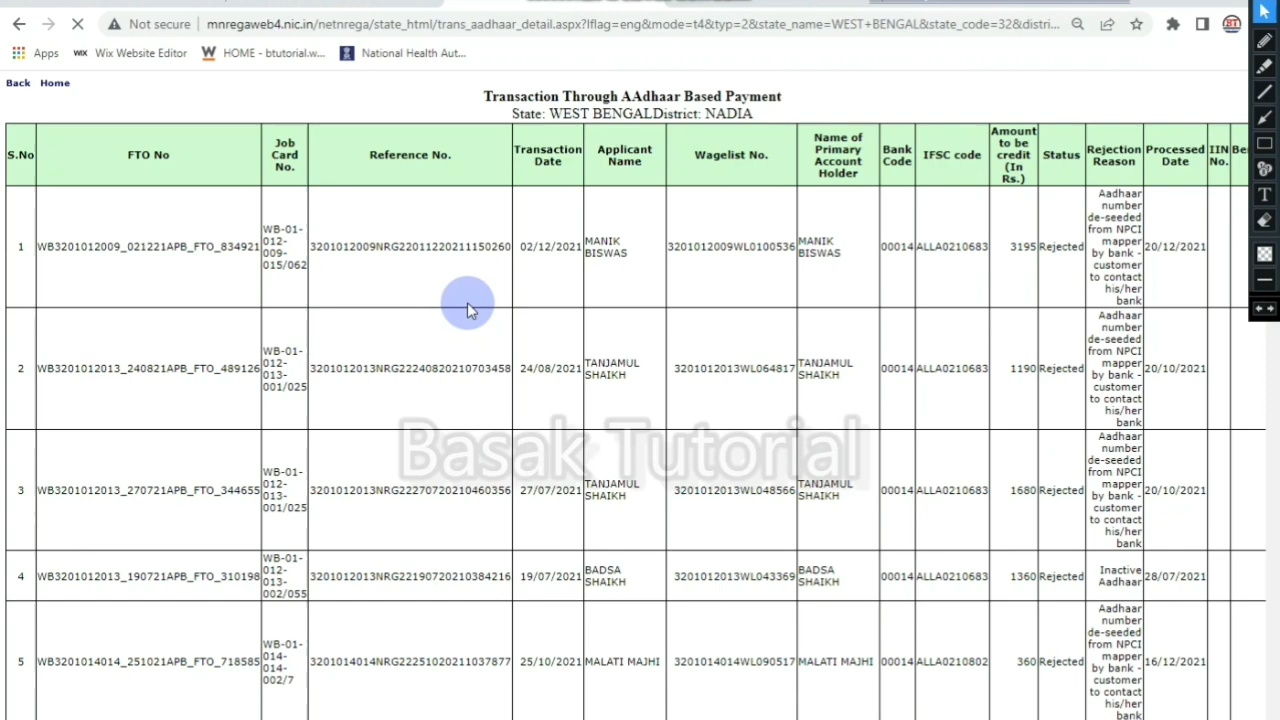 Not secure mnregaweb4.nic.in/netnrega/state_html/trans_aadhaar_detail.aspx?lflag=eng&mode=t4&typ=2&state_name=WEST+BENGAL&state_code=32&distri...
Apps WIX Wix Website Editor HOME - btutorial.w... National Health Aut...
Back Home
Transaction Through AAdhaar Based Payment
State: WEST BENGALDistrict: NADIA
S.No FTO No Job Card No. Reference No. Transaction Date Applicant Name Wagelist No. Name of Primary Account Holder Bank Code IFSC code Amount to be credit (In Rs.) Status Rejection Reason Processed Date IIN No.
1 WB3201012009_021221APB_FTO_834921 WB-01-012-009-015/062 3201012009NRG22011220211150260 02/12/2021 MANIK BISWAS 3201012009WL0100536 MANIK BISWAS 00014 ALLA0210683 3195 Rejected Aadhaar number de-seeded from NPCI mapper by bank - customer to contact his/her bank 20/12/2021
2 WB3201012013_240821APB_FTO_489126 WB-01-012-013-001/025 3201012013NRG22240820210703458 24/08/2021 TANJAMUL SHAIKH 3201012013WL064817 TANJAMUL SHAIKH 00014 ALLA0210683 1190 Rejected Aadhaar number de-seeded from NPCI mapper by bank - customer to contact his/her bank 20/10/2021
Basak Tutorial
3 WB3201012013_270721APB_FTO_344655 WB-01-012-013-001/025 3201012013NRG22270720210460356 27/07/2021 TANJAMUL SHAIKH 3201012013WL048566 TANJAMUL SHAIKH 00014 ALLA0210683 1680 Rejected Aadhaar number de-seeded from NPCI mapper by bank - customer to contact his/her bank 20/10/2021
4 WB3201012013_190721APB_FTO_310198 WB-01-012-013-002/055 3201012013NRG22190720210384216 19/07/2021 BADSA SHAIKH 3201012013WL043369 BADSA SHAIKH 00014 ALLA0210683 1360 Rejected Inactive Aadhaar 28/07/2021
5 WB3201014014_251021APB_FTO_718585 WB-01-014-014-002/7 3201014014NRG22251020211037877 25/10/2021 MALATI MAJHI 3201014014WL090517 MALATI MAJHI 00014 ALLA0210802 360 Rejected Aadhaar number de-seeded from NPCI mapper by bank - customer to contact his/her bank 16/12/2021